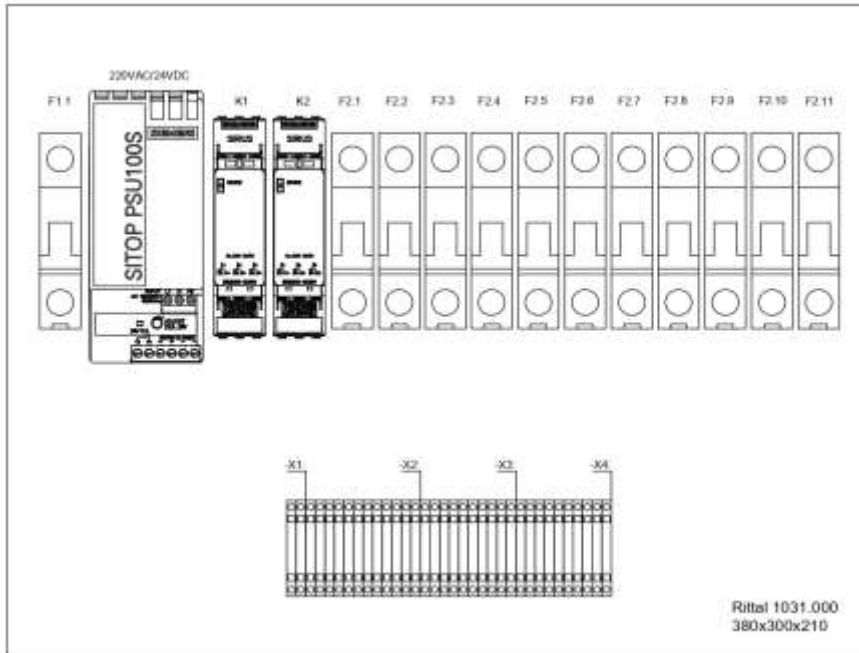 220VAC/24VDC
F1.1
K1
K2
F2.1
F2.2
F2.3
F2.4
F2.5
F2.6
F2.7
F2.8
F2.9
F2.10
F2.11
SITOP PSU100S
SIRIUS
SIRIUS
-X1
-X2
-X3
-X4
Rittal 1031.000
380x300x210